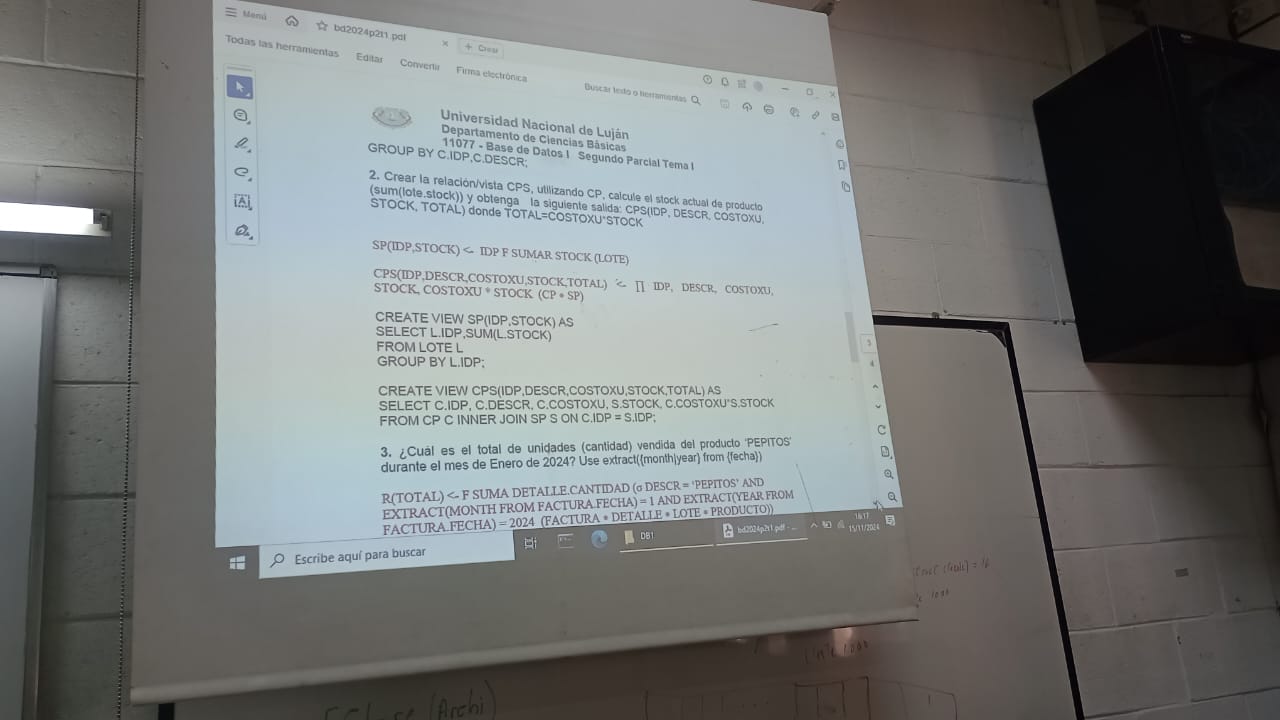 Menú
bd2024p2t1.pdf
+ Crear
Todas las herramientas Editar Convertir Firma electrónica
Buscar texto o herramientas
Universidad Nacional de Luján
Departamento de Ciencias Básicas
11077 - Base de Datos I Segundo Parcial Tema I
GROUP BY C.IDP,C.DESCR;
2. Crear la relación/vista CPS, utilizando CP, calcule el stock actual de producto
(sum(lote.stock)) y obtenga la siguiente salida: CPS(IDP, DESCR, COSTOXU,
STOCK, TOTAL) donde TOTAL=COSTOXU*STOCK
SP(IDP,STOCK) <- IDP F SUMAR STOCK (LOTE)
CPS(IDP,DESCR,COSTOXU,STOCK,TOTAL) <- ∏ IDP, DESCR, COSTOXU,
STOCK, COSTOXU * STOCK (CP * SP)
CREATE VIEW SP(IDP,STOCK) AS
SELECT L.IDP,SUM(L.STOCK)
FROM LOTE L
GROUP BY L.IDP;
CREATE VIEW CPS(IDP,DESCR,COSTOXU,STOCK,TOTAL) AS
SELECT C.IDP, C.DESCR, C.COSTOXU, S.STOCK, C.COSTOXU*S.STOCK
FROM CP C INNER JOIN SP S ON C.IDP = S.IDP;
3. ¿Cuál es el total de unidades (cantidad) vendida del producto 'PEPITOS'
durante el mes de Enero de 2024? Use extract({month|year} from {fecha})
R(TOTAL) <- F SUMA DETALLE.CANTIDAD (σ DESCR = 'PEPITOS' AND
EXTRACT(MONTH FROM FACTURA.FECHA) = 1 AND EXTRACT(YEAR FROM
FACTURA.FECHA) = 2024 (FACTURA * DETALLE * LOTE * PRODUCTO))
3
4
Escribe aquí para buscar
DB1
bd2024p2t1.pdf - ...
16:17
15/11/2024
= 16
1000